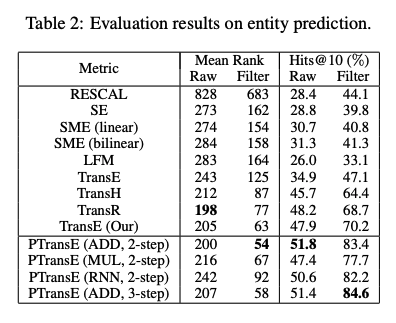 Table 2: Evaluation results on entity prediction.
Metric Mean Rank Hits@10 (%)
Raw Filter Raw Filter
RESCAL 828 683 28.4 44.1
SE 273 162 28.8 39.8
SME (linear) 274 154 30.7 40.8
SME (bilinear) 284 158 31.3 41.3
LFM 283 164 26.0 33.1
TransE 243 125 34.9 47.1
TransH 212 87 45.7 64.4
TransR 198 77 48.2 68.7
TransE (Our) 205 63 47.9 70.2
PTransE (ADD, 2-step) 200 54 51.8 83.4
PTransE (MUL, 2-step) 216 67 47.4 77.7
PTransE (RNN, 2-step) 242 92 50.6 82.2
PTransE (ADD, 3-step) 207 58 51.4 84.6